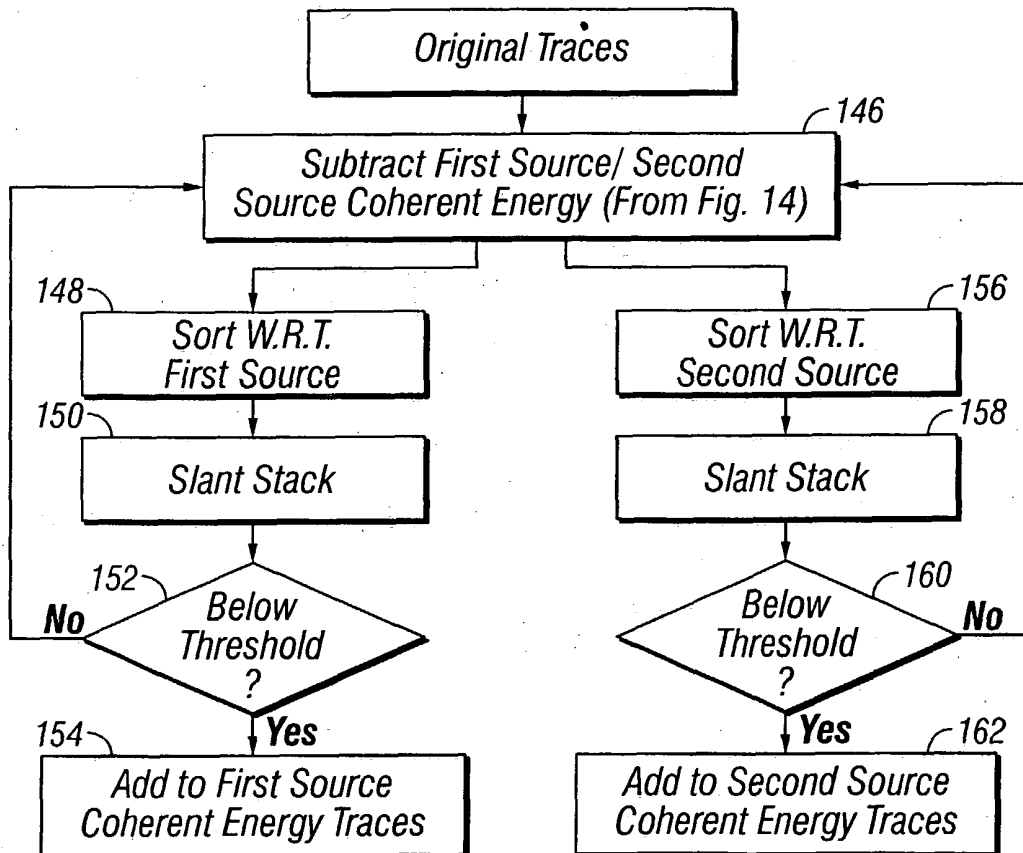 Original Traces
146
Subtract First Source/ Second
Source Coherent Energy (From Fig. 14)
148
Sort W.R.T.
First Source
156
Sort W.R.T.
Second Source
150
Slant Stack
158
Slant Stack
152
Below
Threshold
?
No
Yes
160
Below
Threshold
?
No
Yes
154
Add to First Source
Coherent Energy Traces
162
Add to Second Source
Coherent Energy Traces